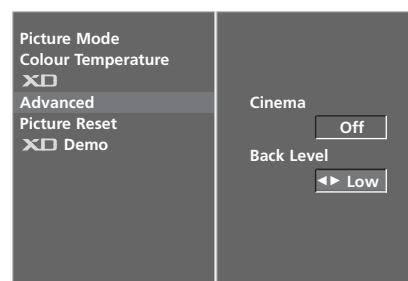 Picture Mode
Colour Temperature
XD
Advanced
Picture Reset
XD Demo
Cinema
Off
Back Level
◄► Low